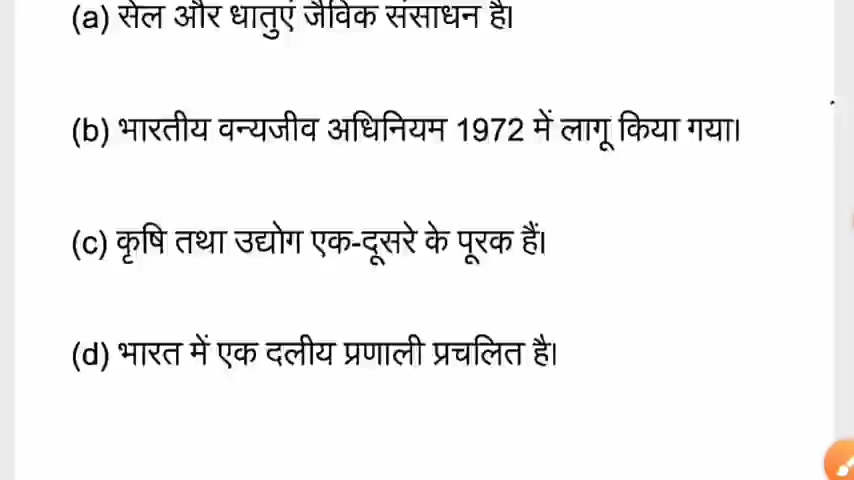 (a) सेल और धातुएं जैविक संसाधन है।
(b) भारतीय वन्यजीव अधिनियम 1972 में लागू किया गया।
(c) कृषि तथा उद्योग एक-दूसरे के पूरक हैं।
(d) भारत में एक दलीय प्रणाली प्रचलित है।